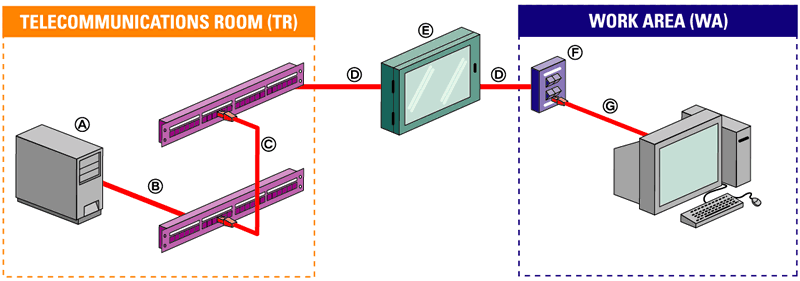 TELECOMMUNICATIONS ROOM (TR)
WORK AREA (WA)
E
F
D
D
G
A
C
B